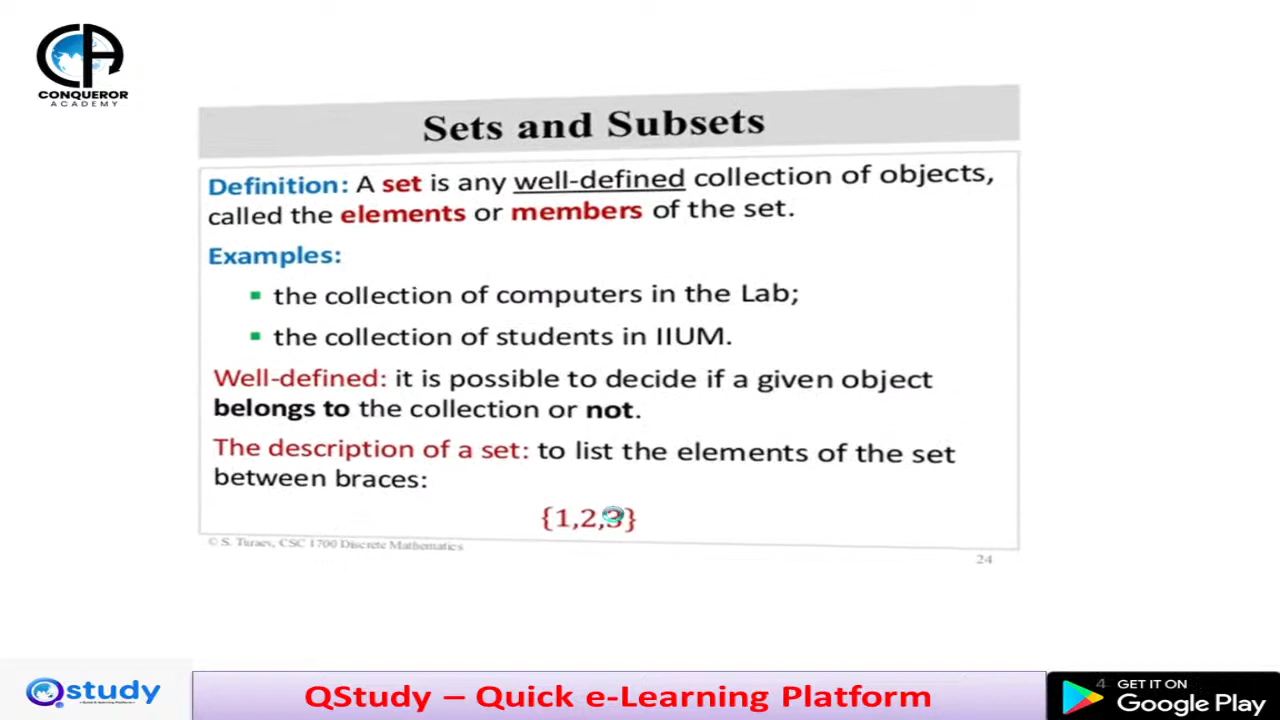 CONQUEROR
ACADEMY
Sets and Subsets
Definition: A set is any well-defined collection of objects,
called the elements or members of the set.
Examples:
the collection of computers in the Lab;
the collection of students in IIUM.
Well-defined: it is possible to decide if a given object
belongs to the collection or not.
The description of a set: to list the elements of the set
between braces:
{1,2,3}
© S. Turaev, CSC 1700 Discrete Mathematics
24
Qstudy
QStudy – Quick e-Learning Platform
4
GET IT ON
Google Play